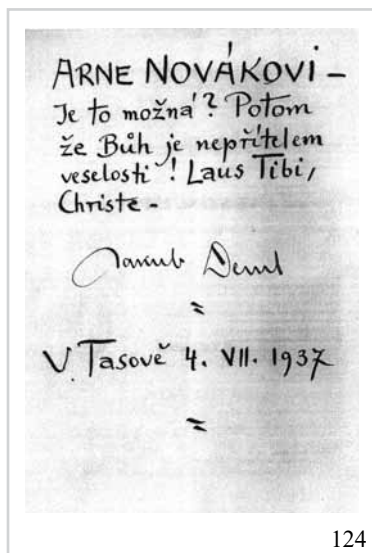 ARNE NOVÁKOVI –
Je to možná? Potom
že Bůh je nepřítelem
veselosti! Laus Tibi,
Christe –
Jakub Deml
V Tasově 4. VII. 1937
124